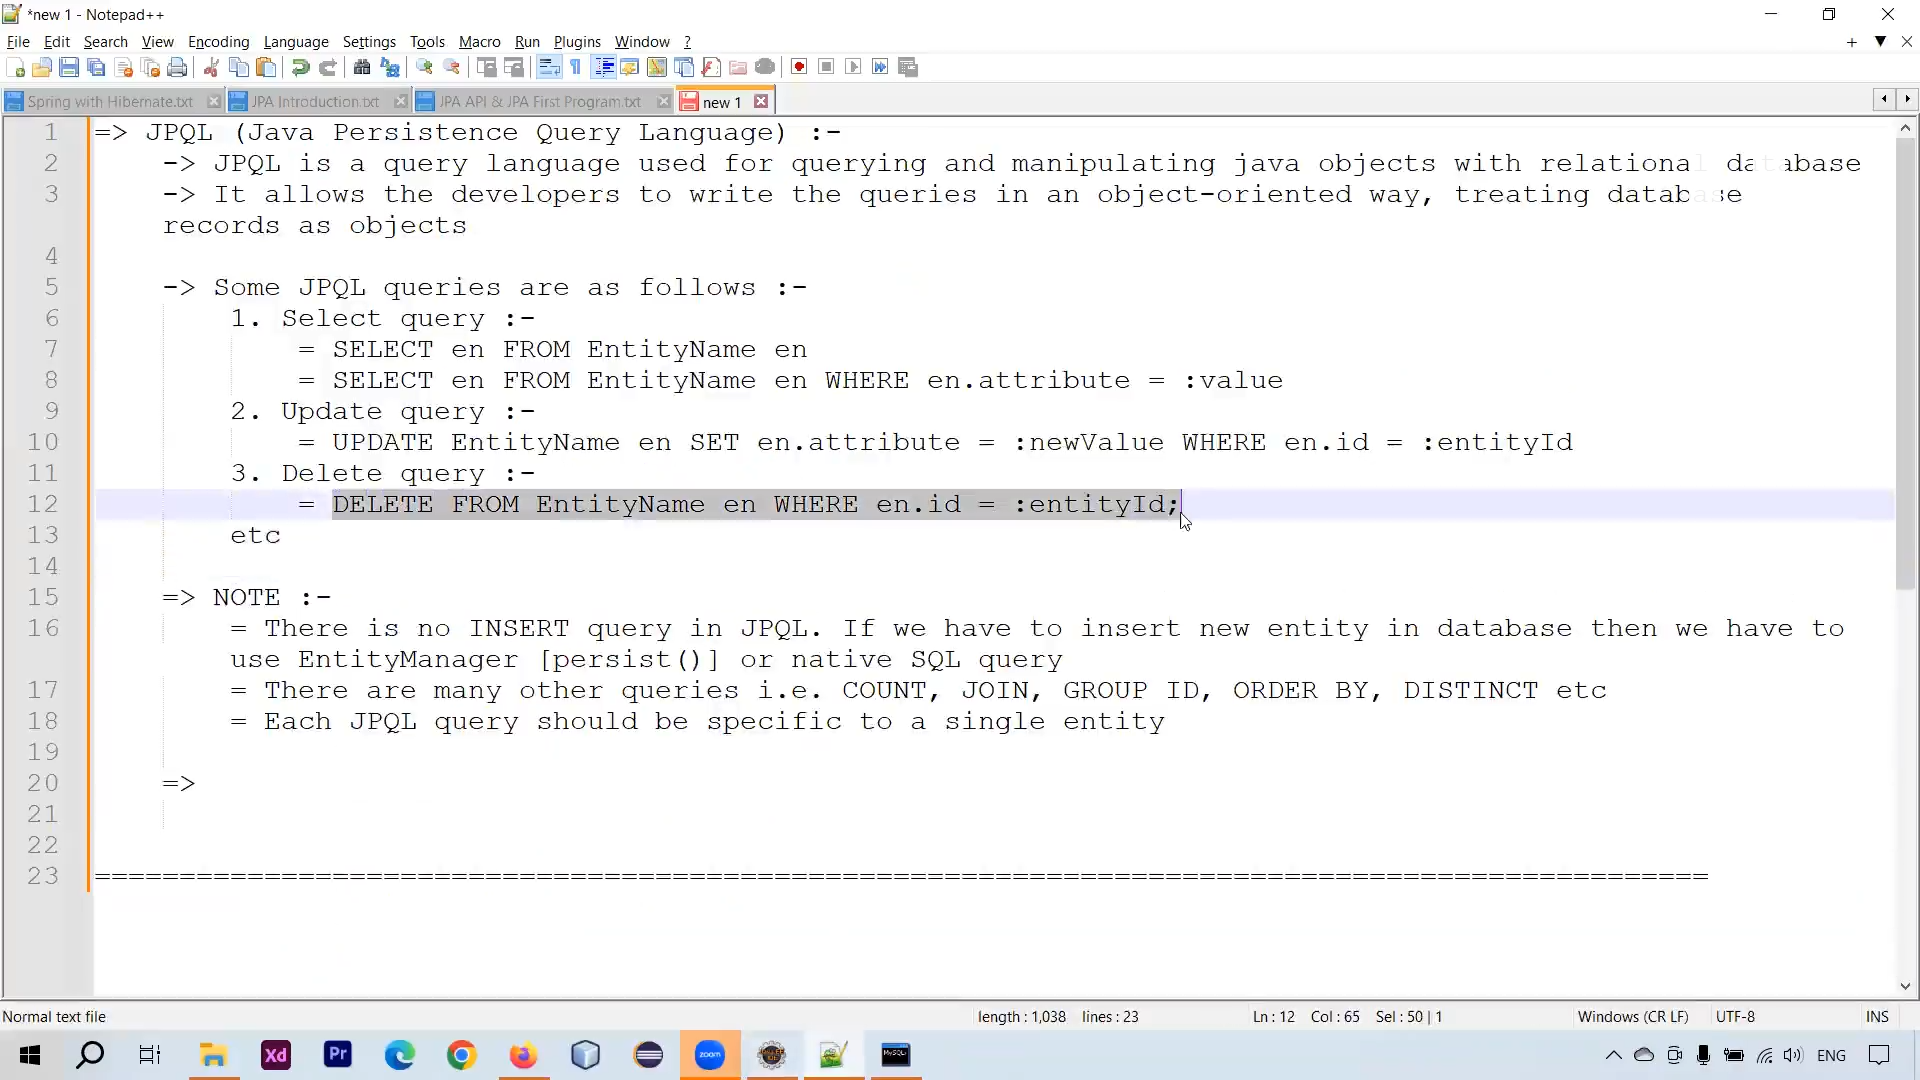 *new 1 - Notepad++
File Edit Search View Encoding Language Settings Tools Macro Run Plugins Window ?
Spring with Hibernate.txt JPA Introduction.txt JPA API & JPA First Program.txt new 1
1 => JPQL (Java Persistence Query Language) :-
2 -> JPQL is a query language used for querying and manipulating java objects with relational database
3 -> It allows the developers to write the queries in an object-oriented way, treating database
records as objects
4
5 -> Some JPQL queries are as follows :-
6 1. Select query :-
7 = SELECT en FROM EntityName en
8 = SELECT en FROM EntityName en WHERE en.attribute = :value
9 2. Update query :-
10 = UPDATE EntityName en SET en.attribute = :newValue WHERE en.id = :entityId
11 3. Delete query :-
12 = DELETE FROM EntityName en WHERE en.id = :entityId;
13 etc
14
15 => NOTE :-
16 = There is no INSERT query in JPQL. If we have to insert new entity in database then we have to
use EntityManager [persist()] or native SQL query
17 = There are many other queries i.e. COUNT, JOIN, GROUP ID, ORDER BY, DISTINCT etc
18 = Each JPQL query should be specific to a single entity
19
20 =>
21
22
23 ===============================================================================================
Normal text file length : 1,038 lines : 23 Ln : 12 Col : 65 Sel : 50 | 1 Windows (CR LF) UTF-8 INS
Xd Pr zoom MySQL ENG